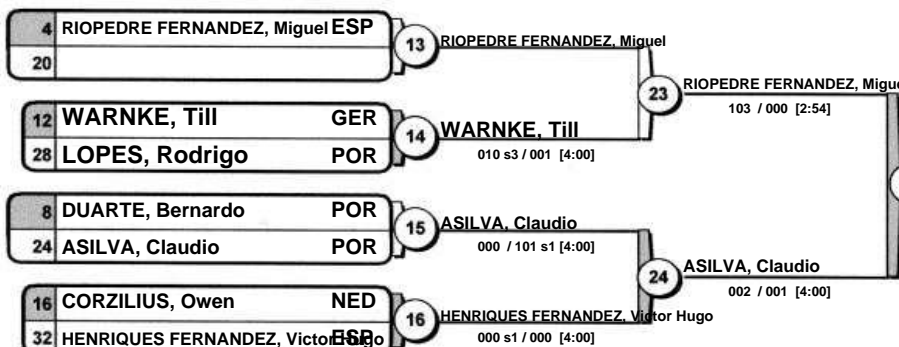 4 RIOPEDRE FERNANDEZ, Miguel ESP
20
13 RIOPEDRE FERNANDEZ, Miguel
12 WARNKE, Till GER
28 LOPES, Rodrigo POR
14 WARNKE, Till
010 s3 / 001 [4:00]
23 RIOPEDRE FERNANDEZ, Migue
103 / 000 [2:54]
8 DUARTE, Bernardo POR
24 ASILVA, Claudio POR
15 ASILVA, Claudio
000 / 101 s1 [4:00]
16 CORZILIUS, Owen NED
32 HENRIQUES FERNANDEZ, Victor Hugo ESP
16 HENRIQUES FERNANDEZ, Victor Hugo
000 s1 / 000 [4:00]
24 ASILVA, Claudio
002 / 001 [4:00]